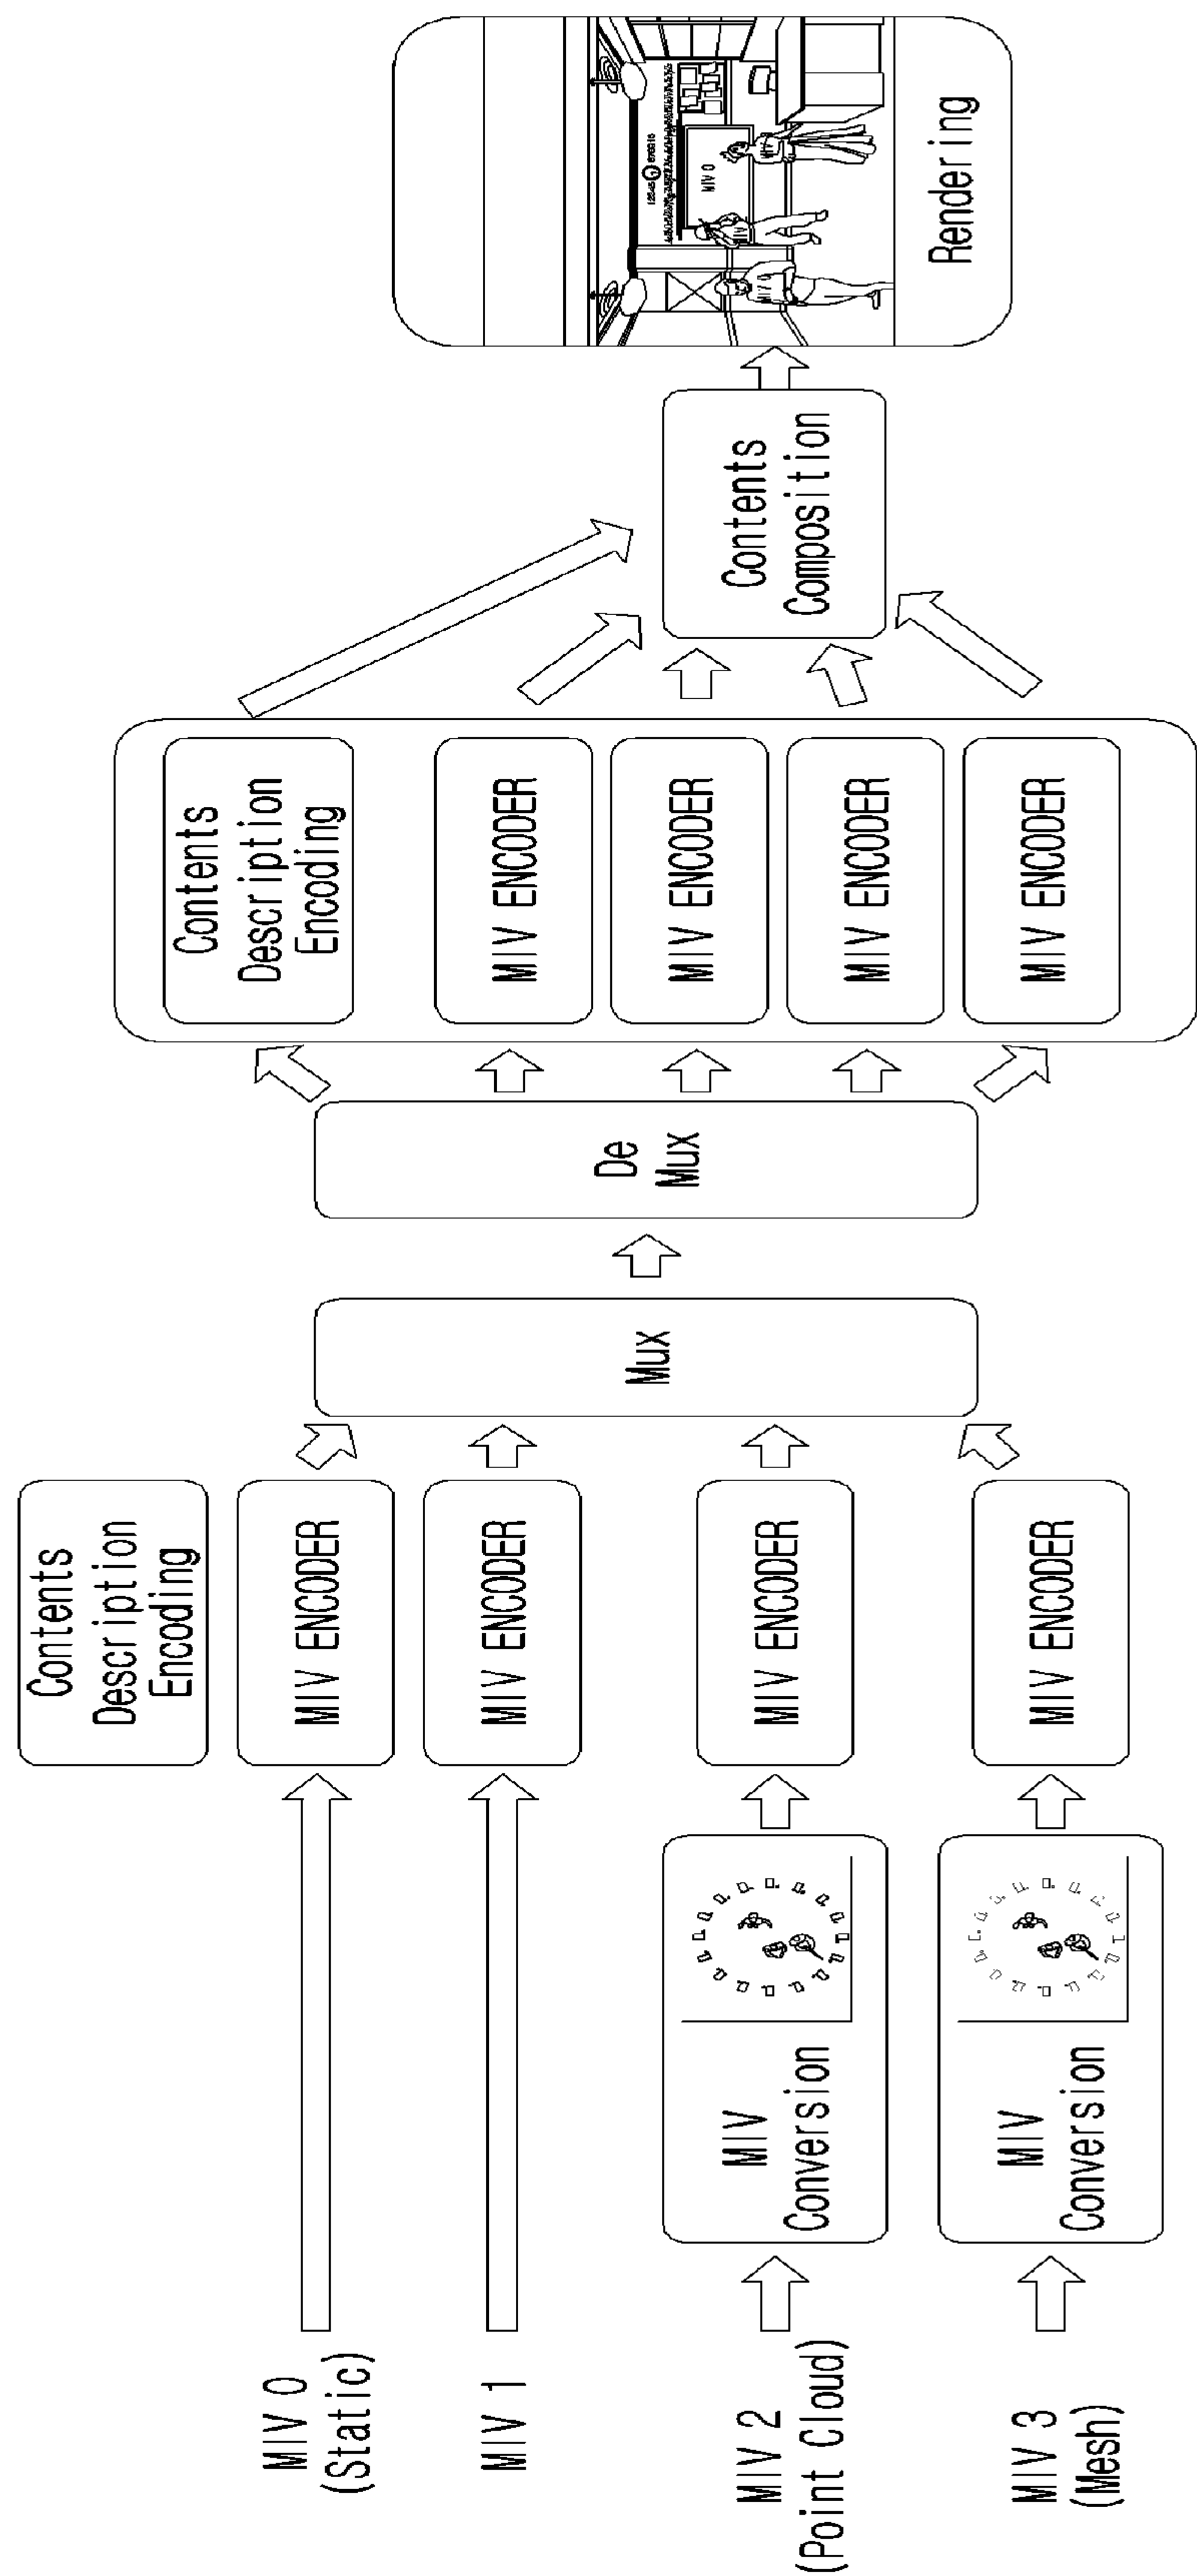 MIV 0
(Static)
MIV 1
MIV 2
(Point Cloud)
MIV 3
(Mesh)
MIV
Conversion
MIV
Conversion
Contents
Description
Encoding
MIV ENCODER
MIV ENCODER
MIV ENCODER
MIV ENCODER
Mux
De
Mux
Contents
Description
Encoding
MIV ENCODER
MIV ENCODER
MIV ENCODER
MIV ENCODER
Contents
Composition
MIV 0
Rendering